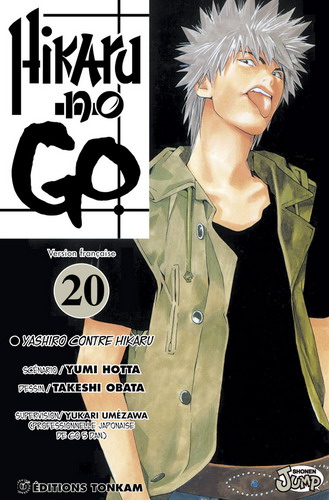 HIKARU
no
GO
Version française
20
YASHIRO CONTRE HIKARU
SCÉNARIO / YUMI HOTTA
DESSIN / TAKESHI OBATA
SUPERVISION / YUKARI UMEZAWA
(PROFESSIONNELLE JAPONAISE
DE GO 5 DAN)
ÉDITIONS TONKAM
SHONEN
JUMP